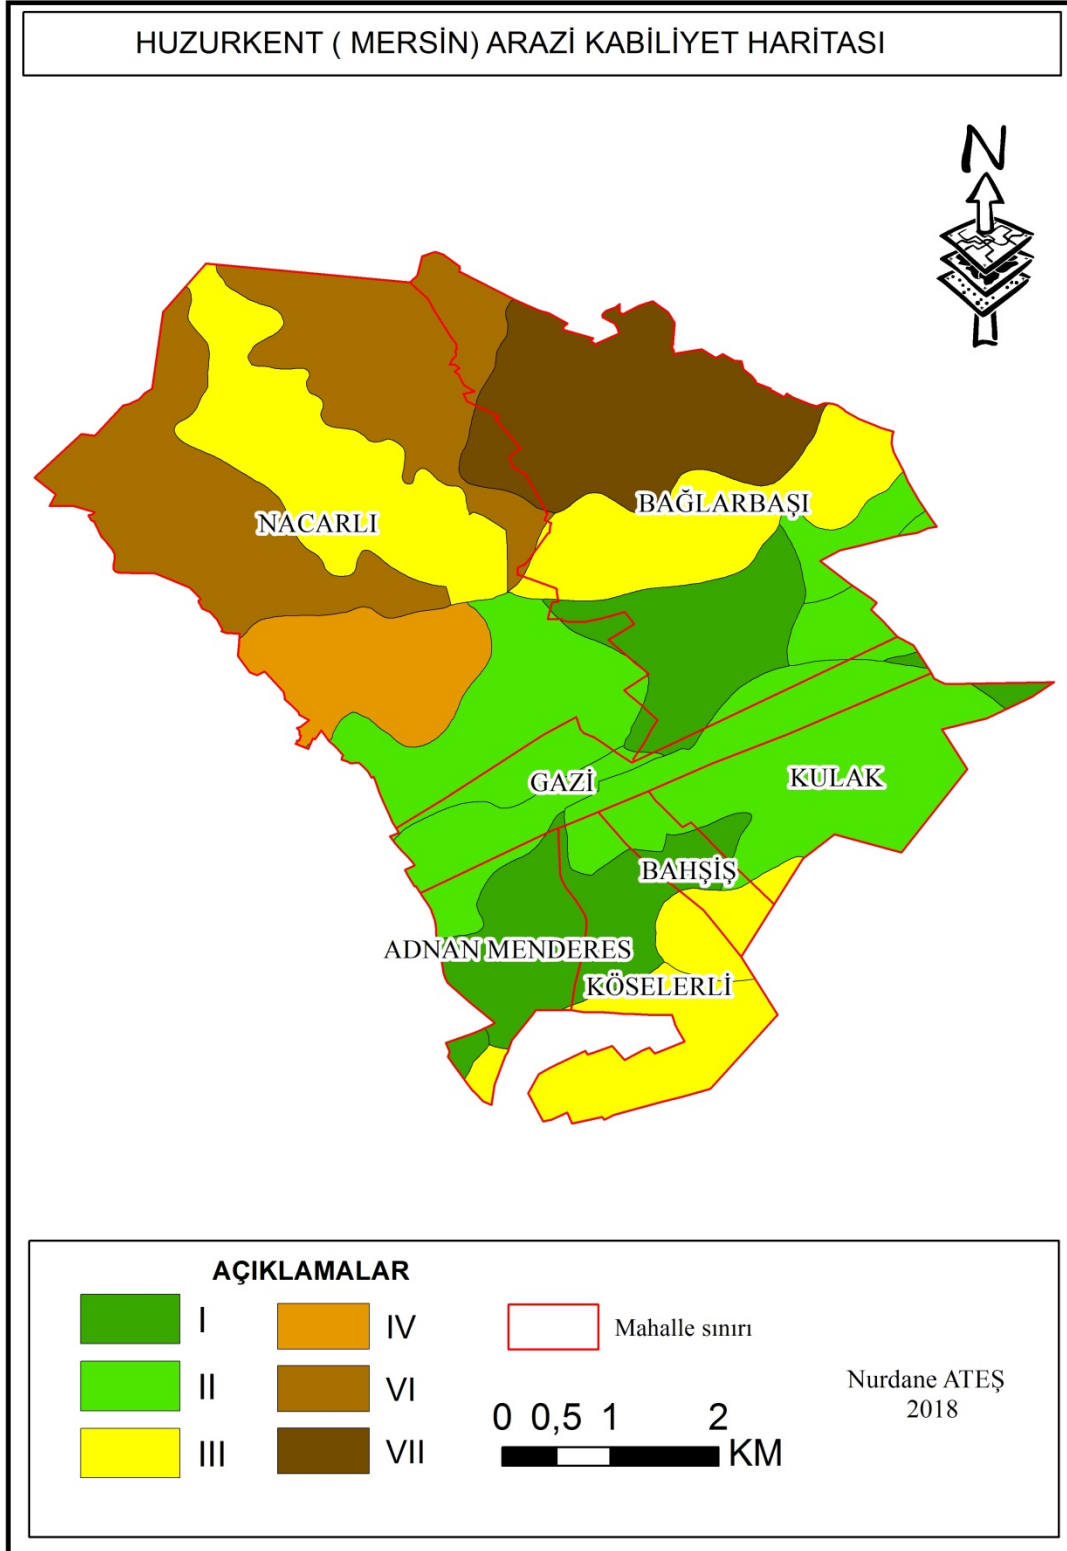 HUZURKENT ( MERSİN) ARAZİ KABİLİYET HARİTASI
N
BAĞLARBAŞI
NACARLI
GAZİ
KULAK
BAHŞİŞ
ADNAN MENDERES
KÖSELERLİ
AÇIKLAMALAR
I
II
III
IV
VI
VII
Mahalle sınırı
0 0,5 1 2
KM
Nurdane ATEŞ
2018